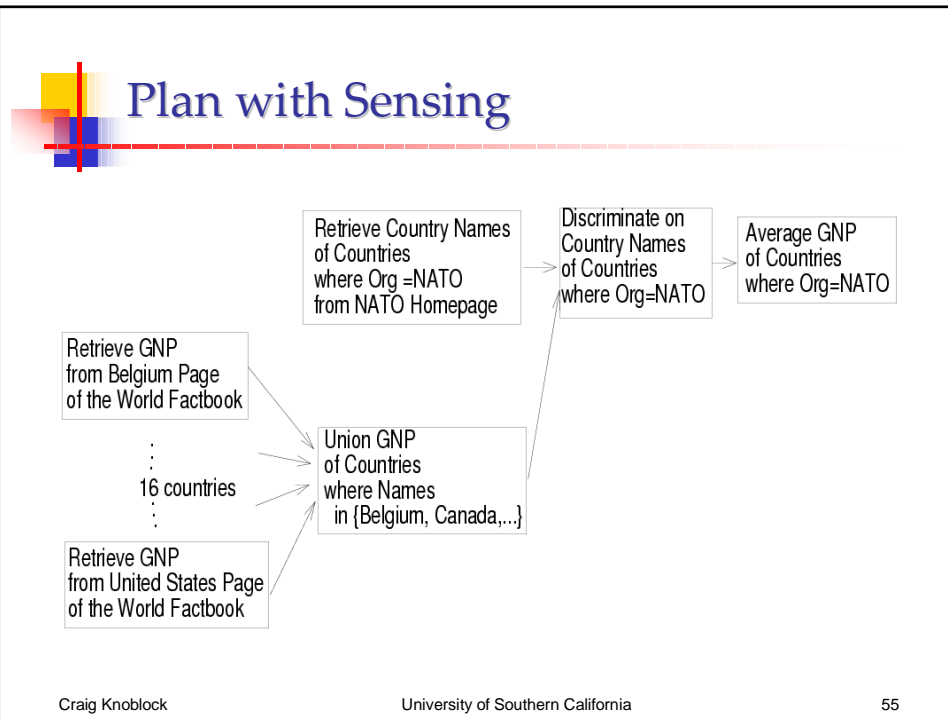 Plan with Sensing
Retrieve Country Names
of Countries
where Org =NATO
from NATO Homepage
Discriminate on
Country Names
of Countries
where Org=NATO
Average GNP
of Countries
where Org=NATO
Retrieve GNP
from Belgium Page
of the World Factbook
16 countries
Union GNP
of Countries
where Names
in {Belgium, Canada,...}
Retrieve GNP
from United States Page
of the World Factbook
Craig Knoblock
University of Southern California
55